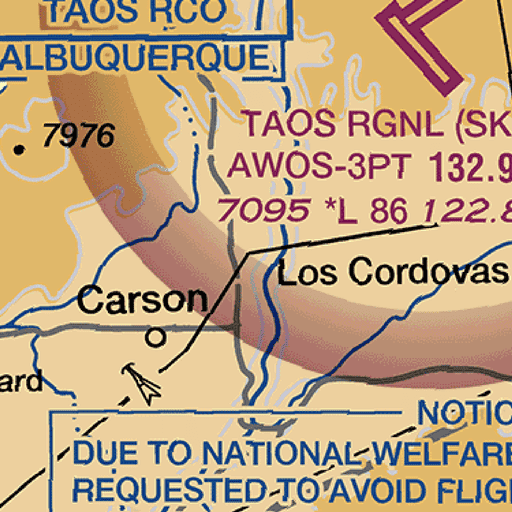 TAOS RCO
ALBUQUERQUE
7976
TAOS RGNL (SK
AWOS-3PT 132.9
7095 *L 86 122.8
Los Cordovas
Carson
ard
NOTIC
DUE TO NATIONAL WELFARE
REQUESTED TO AVOID FLIG